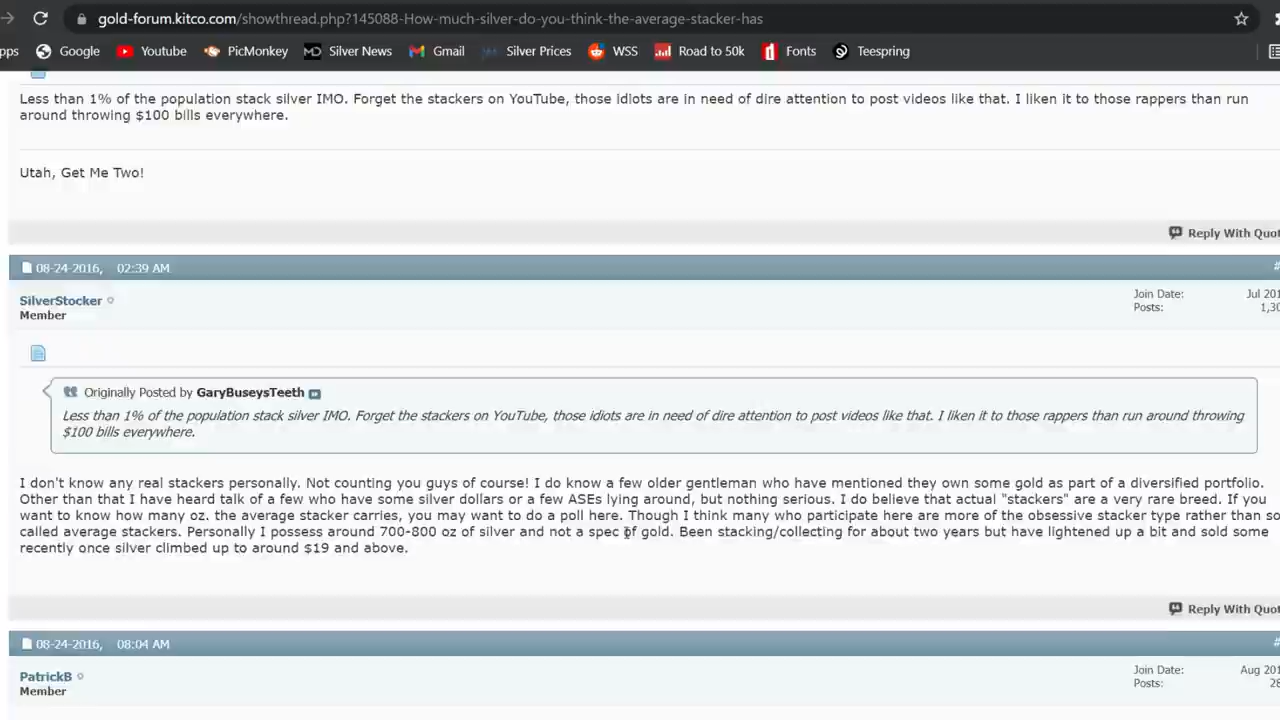 gold-forum.kitco.com/showthread.php?145088-How-much-silver-do-you-think-the-average-stacker-has
pps Google Youtube PicMonkey Silver News Gmail Silver Prices WSS Road to 50k Fonts Teespring
Less than 1% of the population stack silver IMO. Forget the stackers on YouTube, those idiots are in need of dire attention to post videos like that. I liken it to those rappers than run
around throwing $100 bills everywhere.
Utah, Get Me Two!
Reply With Quot
08-24-2016, 02:39 AM #
SilverStocker
Member
Join Date: Jul 201
Posts: 1,30
Originally Posted by GaryBuseysTeeth
Less than 1% of the population stack silver IMO. Forget the stackers on YouTube, those idiots are in need of dire attention to post videos like that. I liken it to those rappers than run around throwing
$100 bills everywhere.
I don't know any real stackers personally. Not counting you guys of course! I do know a few older gentleman who have mentioned they own some gold as part of a diversified portfolio.
Other than that I have heard talk of a few who have some silver dollars or a few ASEs lying around, but nothing serious. I do believe that actual "stackers" are a very rare breed. If you
want to know how many oz. the average stacker carries, you may want to do a poll here. Though I think many who participate here are more of the obsessive stacker type rather than so
called average stackers. Personally I possess around 700-800 oz of silver and not a spec of gold. Been stacking/collecting for about two years but have lightened up a bit and sold some
recently once silver climbed up to around $19 and above.
Reply With Quot
08-24-2016, 08:04 AM #
PatrickB
Member
Join Date: Aug 201
Posts: 28